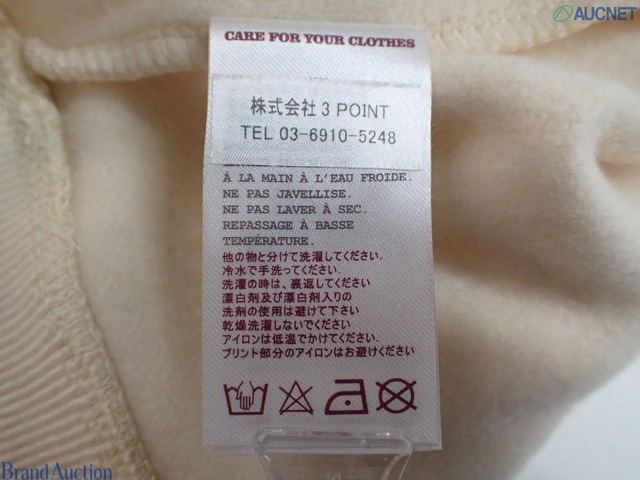 AUCNET
CARE FOR YOUR CLOTHES
株式会社3 POINT
TEL 03-6910-5248
À LA MAIN À L'EAU FROIDE.
NE PAS JAVELLISE.
NE PAS LAVER À SEC.
REPASSAGE À BASSE
TEMPÉRATURE.
他の物と分けて洗濯してください.
冷水で手洗ってください.
洗濯の時は、裏返してください
漂白剤及び漂白剤入りの
洗剤の使用は避けて下さい
乾燥洗濯しないでください
アイロンは低温でかけてください.
プリント部分のアイロンはお避けください
Brand Auction